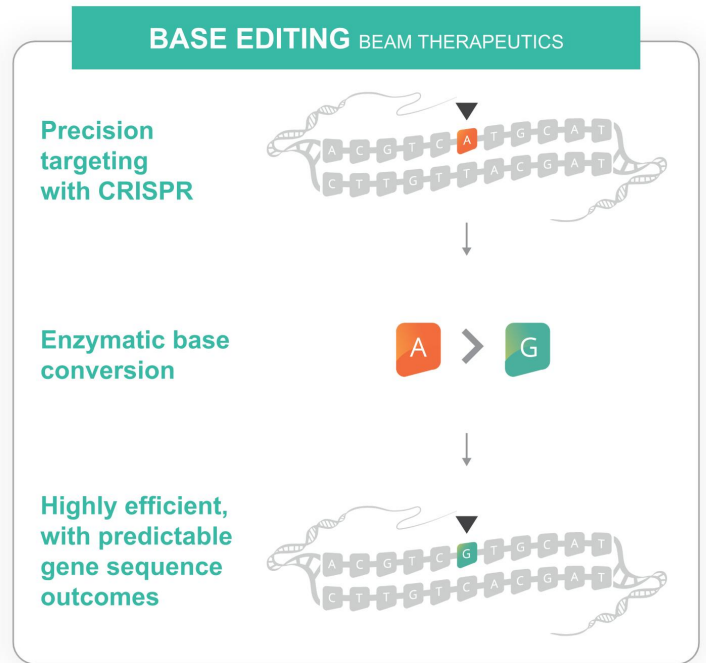 BASE EDITING BEAM THERAPEUTICS
Precision
targeting
with CRISPR
A C G T C A T G C A T
C T T G T T A C G A T
Enzymatic base
conversion
A > G
Highly efficient,
with predictable
gene sequence
outcomes
A C G T C G T G C A T
C T T G T C A C G A T